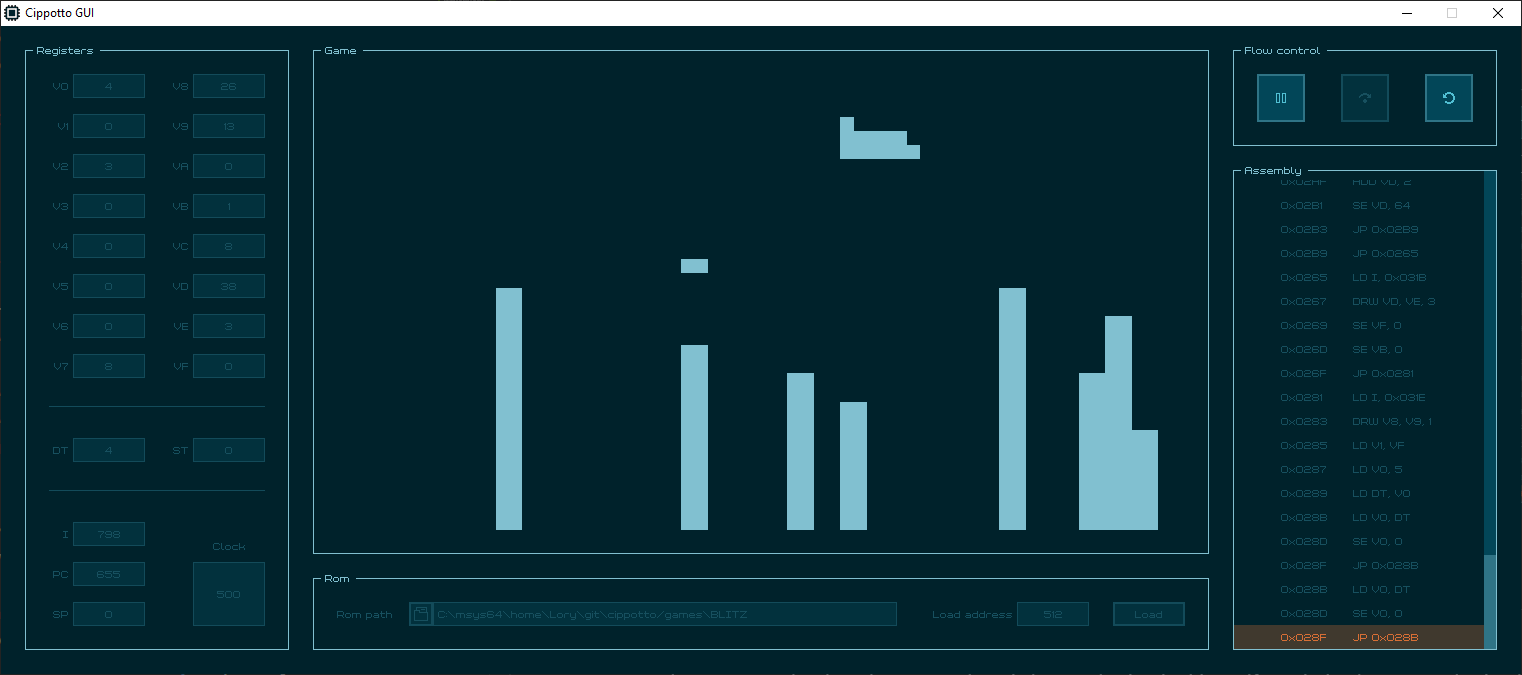 Cippotto GUI
Registers
V0 4 V8 26
V1 0 V9 13
V2 3 VA 0
V3 0 VB 1
V4 0 VC 8
V5 0 VD 38
V6 0 VE 3
V7 8 VF 0
DT 4 ST 0
I 798
Clock
PC 655
500
SP 0
Game
Rom
Rom path C:\msys64\home\Lory\git\cippotto/games\BLITZ Load address 512 Load
Flow control
Assembly
0x02AF ADD VD, 2
0x02B1 SE VD, 64
0x02B3 JP 0x02B9
0x02B9 JP 0x0265
0x0265 LD I, 0x031B
0x0267 DRW VD, VE, 3
0x0269 SE VF, 0
0x026D SE VB, 0
0x026F JP 0x0281
0x0281 LD I, 0x031E
0x0283 DRW V8, V9, 1
0x0285 LD V1, VF
0x0287 LD V0, 5
0x0289 LD DT, V0
0x028B LD V0, DT
0x028D SE V0, 0
0x028F JP 0x028B
0x028B LD V0, DT
0x028D SE V0, 0
0x028F JP 0x028B